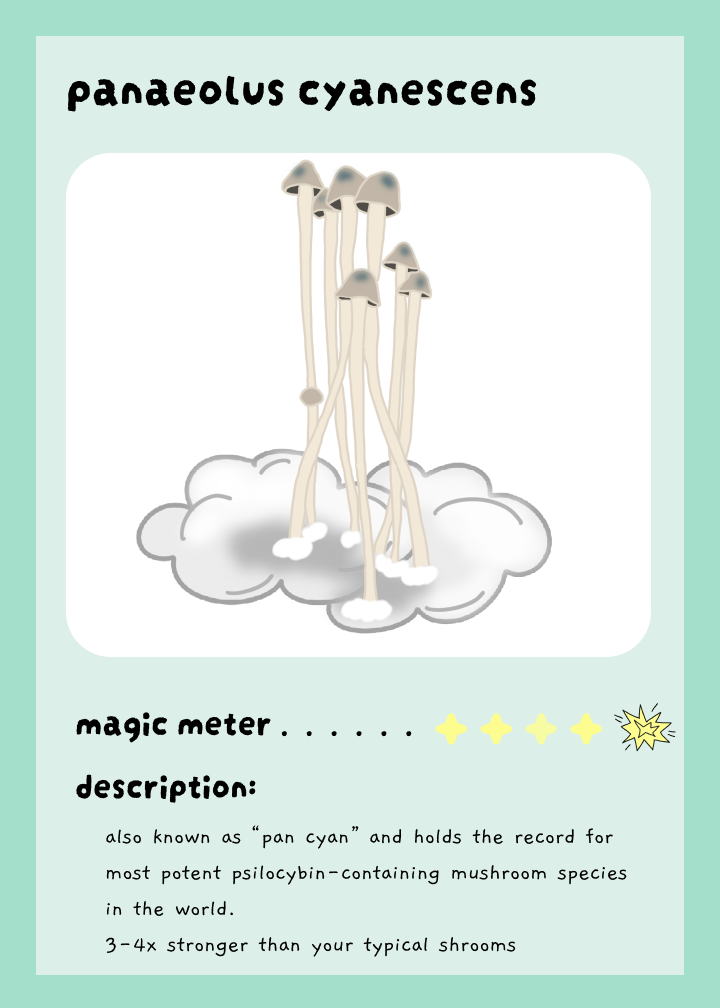 panaeolus cyanescens
magic meter . . . . . .
description:
also known as “pan cyan” and holds the record for
most potent psilocybin-containing mushroom species
in the world.
3-4x stronger than your typical shrooms